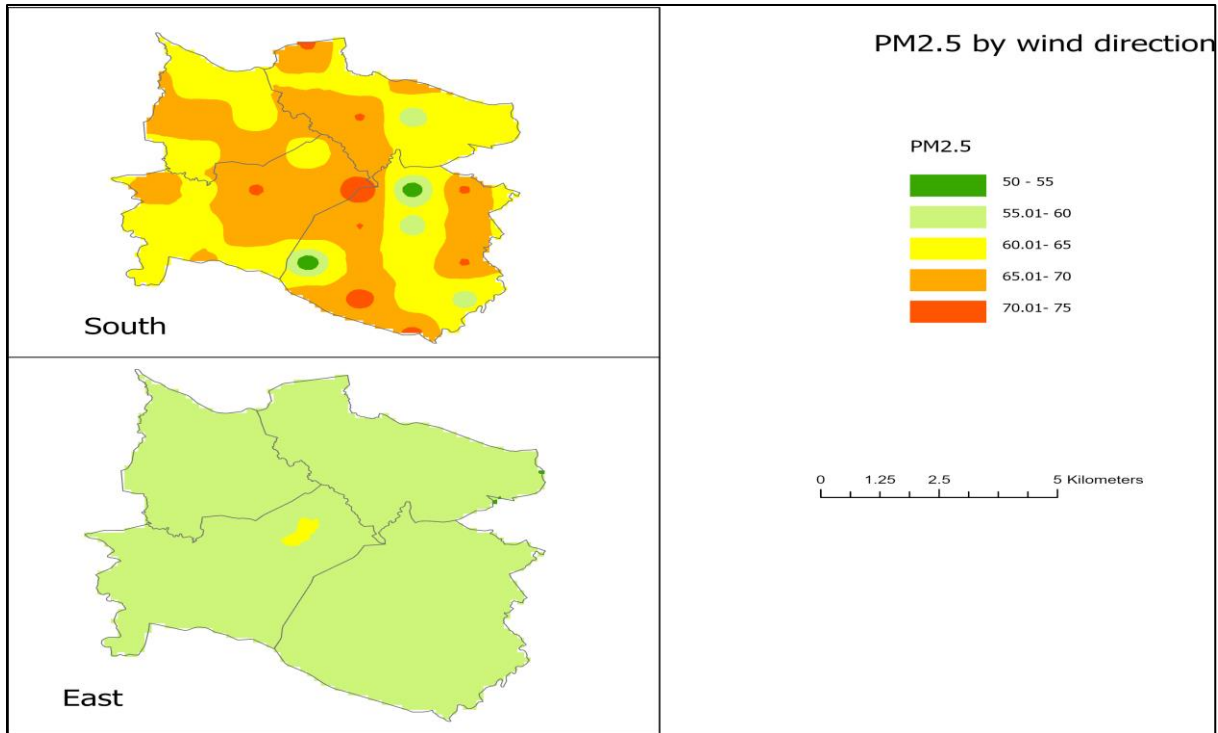 PM2.5 by wind direction
PM2.5
50 - 55
55.01- 60
60.01- 65
65.01- 70
70.01- 75
0 1.25 2.5 5 Kilometers
South
East